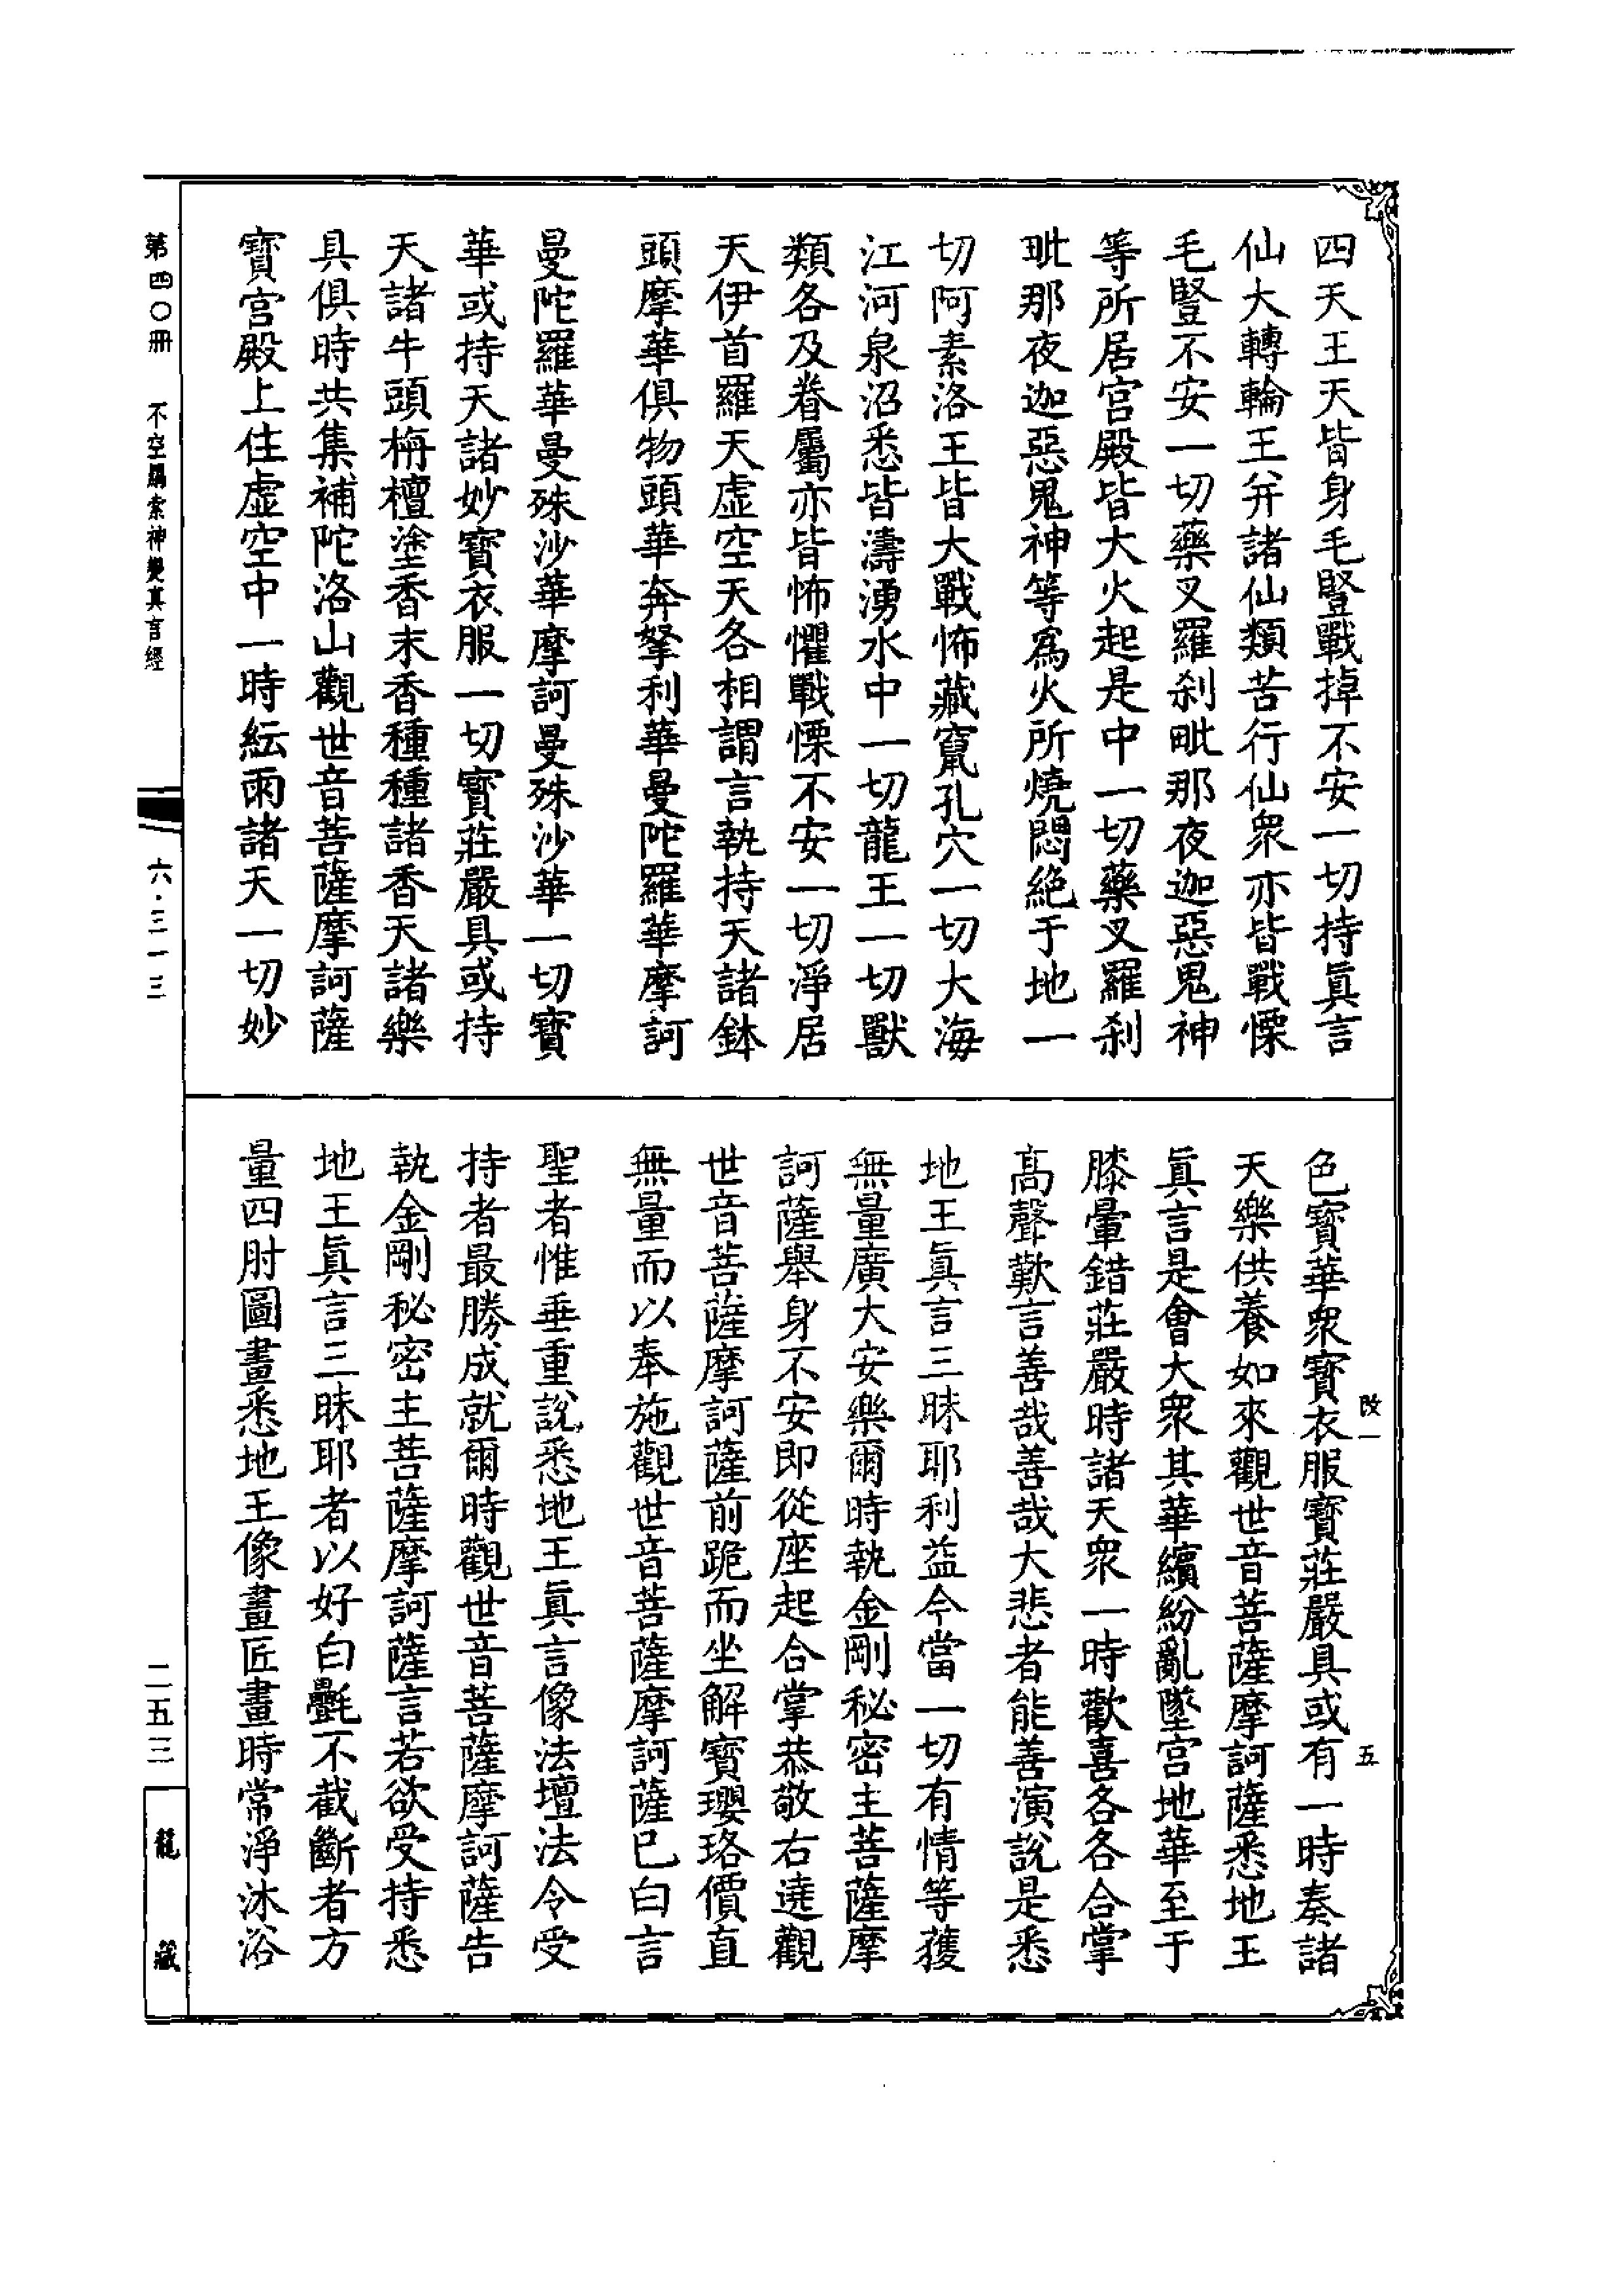 四天王天皆身毛豎戰掉不安一切持眞言
仙大轉輪王幷諸仙類苦行仙衆亦皆戰慄
毛豎不安一切藥叉羅刹毗那夜迦惡鬼神
等所居宮殿皆大火起是中一切藥叉羅刹
毗那夜迦惡鬼神等爲火所燒悶絶于地一
切阿素洛王皆大戰怖藏竄孔穴一切大海
江河泉沼悉皆濤湧水中一切龍王一切獸
類各及眷屬亦皆怖懼戰慄不安一切淨居
天伊首羅天虛空天各相謂言執持天諸鉢
頭摩華俱物頭華奔拏利華曼陀羅華摩訶
曼陀羅華曼殊沙華摩訶曼殊沙華一切寶
華或持天諸妙寶衣服一切寶莊嚴具或持
天諸牛頭栴檀塗香末香種種諸香天諸樂
具俱時共集補陀洛山觀世音菩薩摩訶薩
寶宮殿上住虛空中一時紜雨諸天一切妙
色寶華衆寶衣服寶莊嚴具或有一時奏諸
天樂供養如來觀世音菩薩摩訶薩悉地王
眞言是會大衆其華繽紛亂墜宮地華至于
膝暈錯莊嚴時諸天衆一時歡喜各各合掌
高聲歎言善哉善哉大悲者能善演說是悉
地王眞言三昧耶利益今當一切有情等獲
無量廣大安樂爾時執金剛秘密主菩薩摩
訶薩舉身不安即從座起合掌恭敬右遶觀
世音菩薩摩訶薩前跪而坐解寶瓔珞價直
無量而以奉施觀世音菩薩摩訶薩已白言
聖者惟垂重說悉地王眞言像法壇法令受
持者最勝成就爾時觀世音菩薩摩訶薩告
執金剛秘密主菩薩摩訶薩言若欲受持悉
地王眞言三昧耶者以好白氎不截斷者方
量四肘圖畫悉地王像畫匠畫時常淨沐浴
改一
五
第四〇冊 不空羂索神變真言經
六·三一三
二五三
龍藏